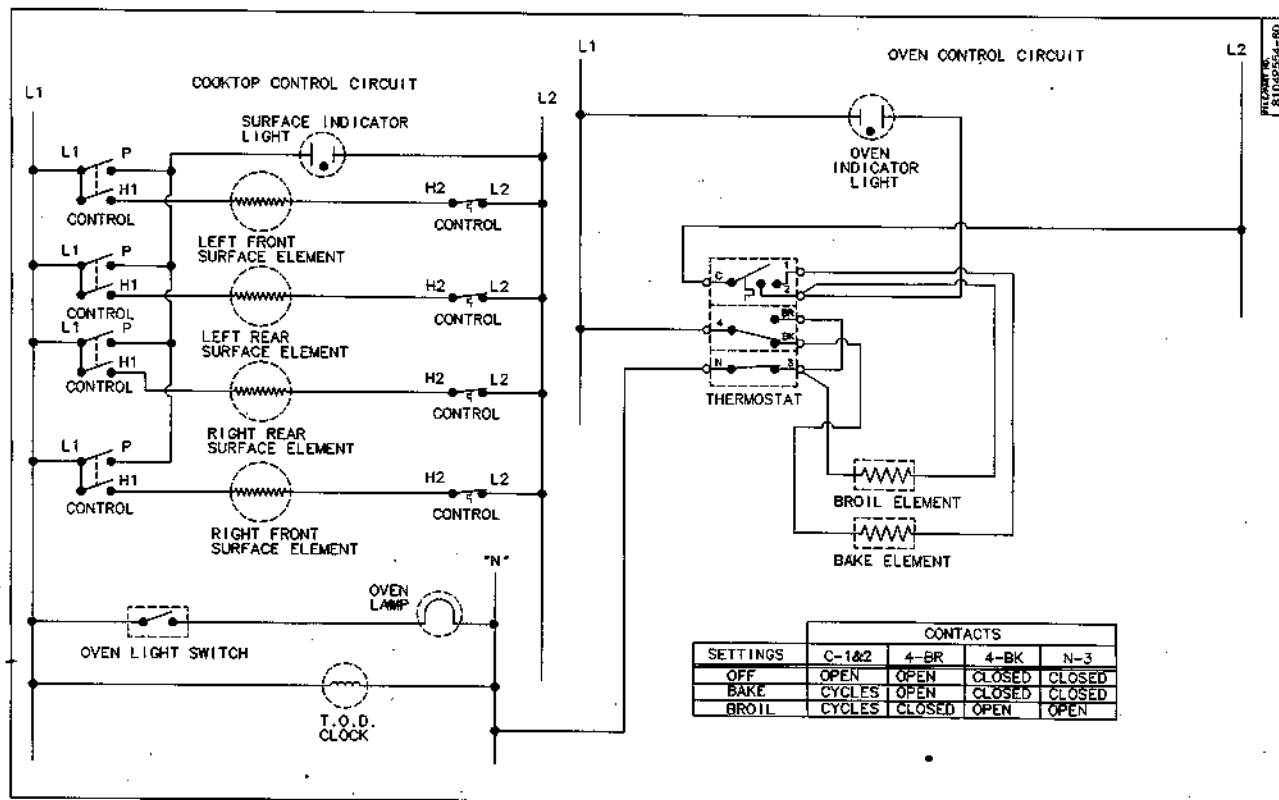 L1
COOKTOP CONTROL CIRCUIT
L2
SURFACE INDICATOR
LIGHT
L1 P
H1
CONTROL
H2 L2
CONTROL
LEFT FRONT
SURFACE ELEMENT
L1 P
H1
CONTROL
H2 L2
CONTROL
LEFT REAR
SURFACE ELEMENT
L1 P
H1
CONTROL
H2 L2
CONTROL
RIGHT REAR
SURFACE ELEMENT
L1 P
H1
CONTROL
H2 L2
CONTROL
RIGHT FRONT
SURFACE ELEMENT
"N"
OVEN
LAMP
OVEN LIGHT SWITCH
T.O.D.
CLOCK
L1
OVEN CONTROL CIRCUIT
L2
OVEN
INDICATOR
LIGHT
C
1
2
4
BR
BK
N
3
THERMOSTAT
BROIL ELEMENT
BAKE ELEMENT
CONTACTS
SETTINGS C-1&2 4-BR 4-BK N-3
OFF OPEN OPEN CLOSED CLOSED
BAKE CYCLES OPEN CLOSED CLOSED
BROIL CYCLES CLOSED OPEN OPEN